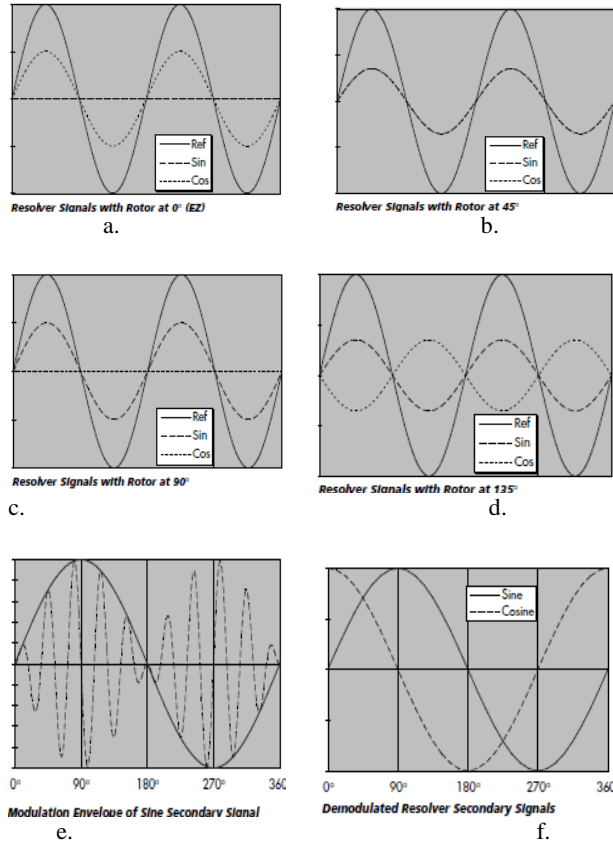 Ref
Sin
Cos
Resolver Signals with Rotor at 0° (EZ)
a.
Ref
Sin
Cos
Resolver Signals with Rotor at 45°
b.
Ref
Sin
Cos
Resolver Signals with Rotor at 90°
c.
Ref
Sin
Cos
Resolver Signals with Rotor at 135°
d.
0° 90° 180° 270° 360
Modulation Envelope of Sine Secondary Signal
e.
Sine
Cosine
0° 90° 180° 270° 360
Demodulated Resolver Secondary Signals
f.